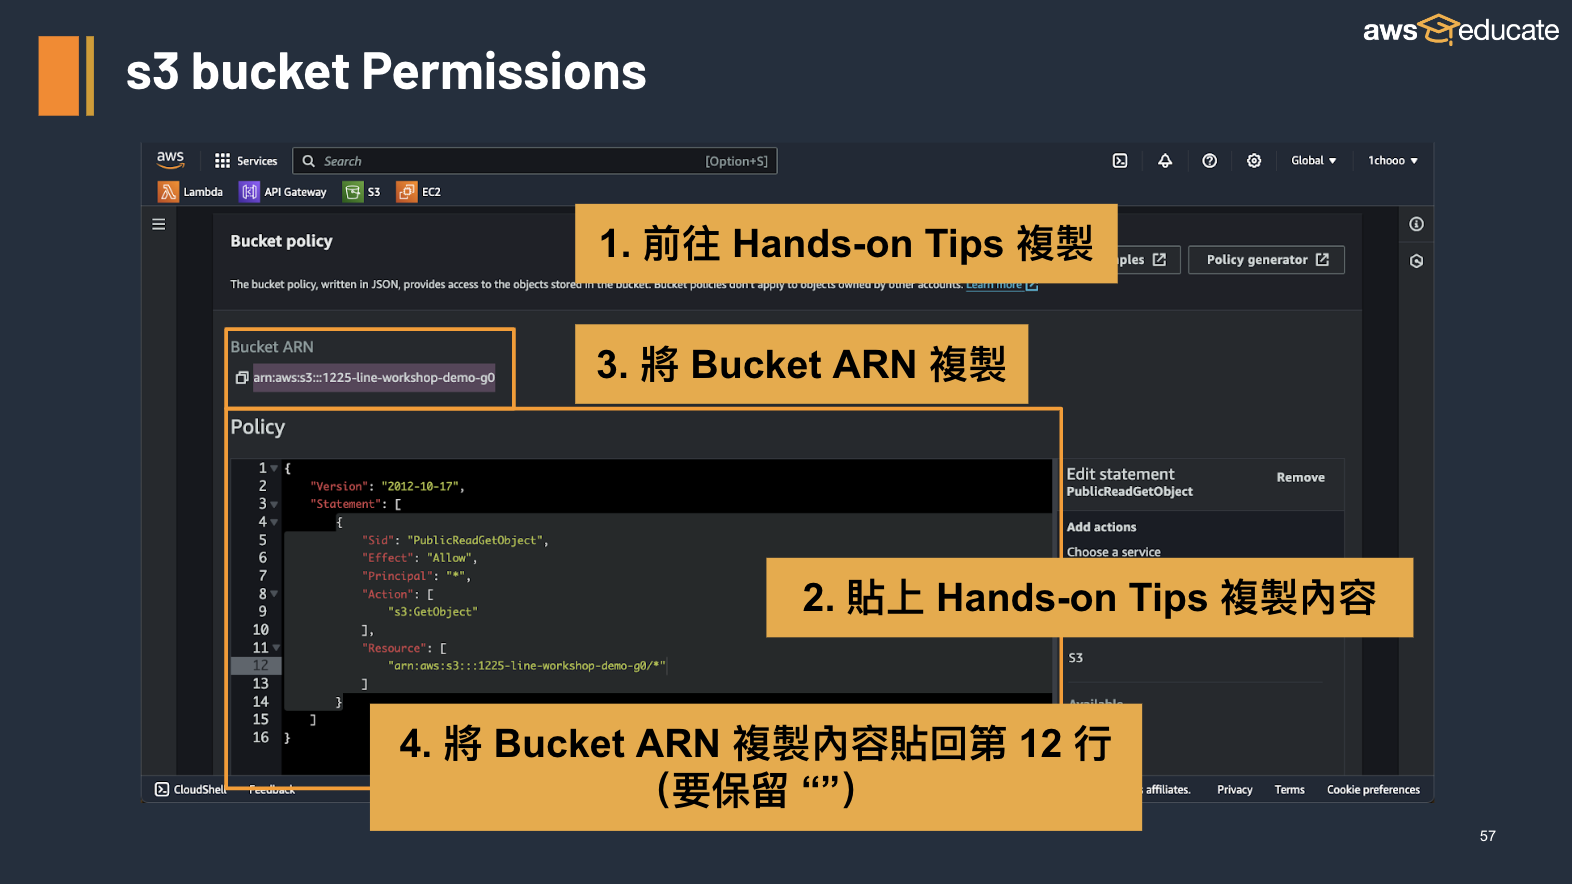 aws educate
s3 bucket Permissions
aws
Services
Search
[Option+S]
Global
1chooo
Lambda
API Gateway
S3
EC2
Bucket policy
1. 前往 Hands-on Tips 複製
Policy generator
The bucket policy, written in JSON, provides access to the objects stored in the bucket. Bucket policies don't apply to objects owned by other accounts. Learn more
Bucket ARN
arn:aws:s3:::1225-line-workshop-demo-g0
3. 將 Bucket ARN 複製
Policy
1 {
2 "Version": "2012-10-17",
3 "Statement": [
4 {
5 "Sid": "PublicReadGetObject",
6 "Effect": "Allow",
7 "Principal": "*",
8 "Action": [
9 "s3:GetObject"
10 ],
11 "Resource": [
12 "arn:aws:s3:::1225-line-workshop-demo-g0/*"
13 ]
14 }
15 ]
16 }
Edit statement
Remove
PublicReadGetObject
Add actions
Choose a service
2. 貼上 Hands-on Tips 複製內容
S3
Available
4. 將 Bucket ARN 複製內容貼回第 12 行
（要保留 “”）
CloudShell
Feedback
affiliates.
Privacy
Terms
Cookie preferences
57